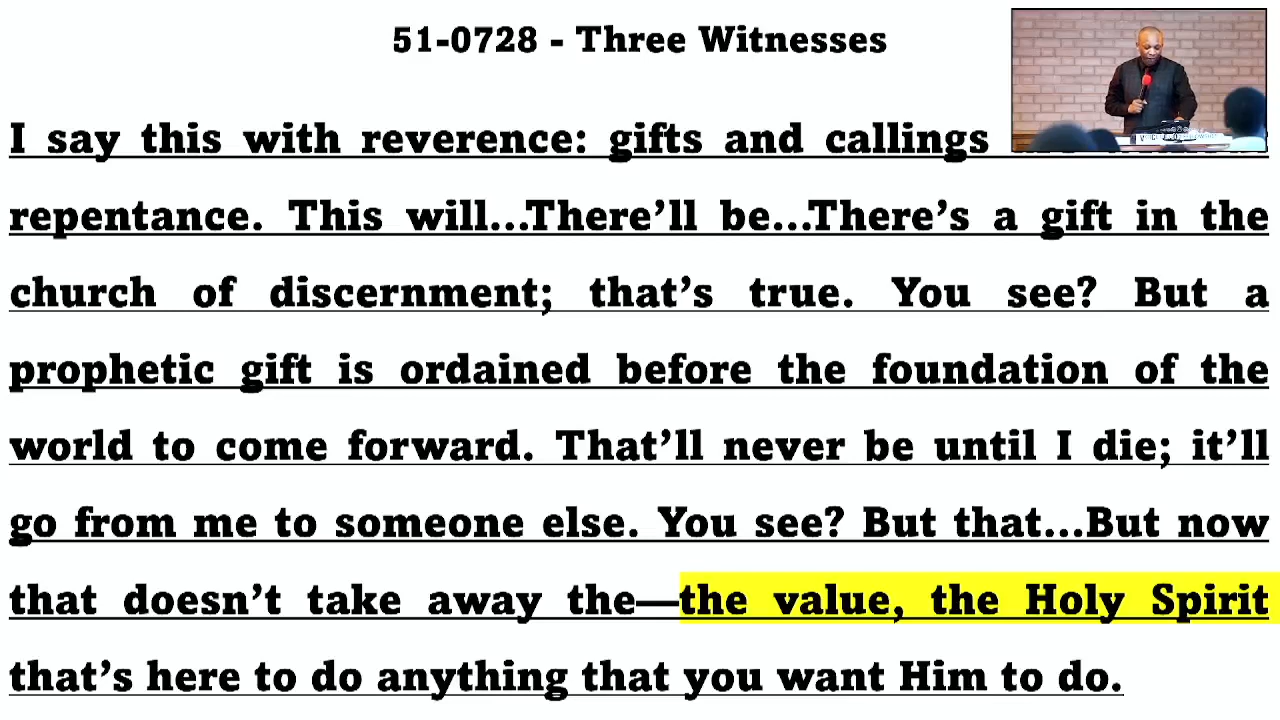 51-0728 - Three Witnesses
I say this with reverence: gifts and callings
repentance. This will...There'll be...There's a gift in the
church of discernment; that's true. You see? But a
prophetic gift is ordained before the foundation of the
world to come forward. That'll never be until I die; it'll
go from me to someone else. You see? But that...But now
that doesn't take away the—the value, the Holy Spirit
that's here to do anything that you want Him to do.